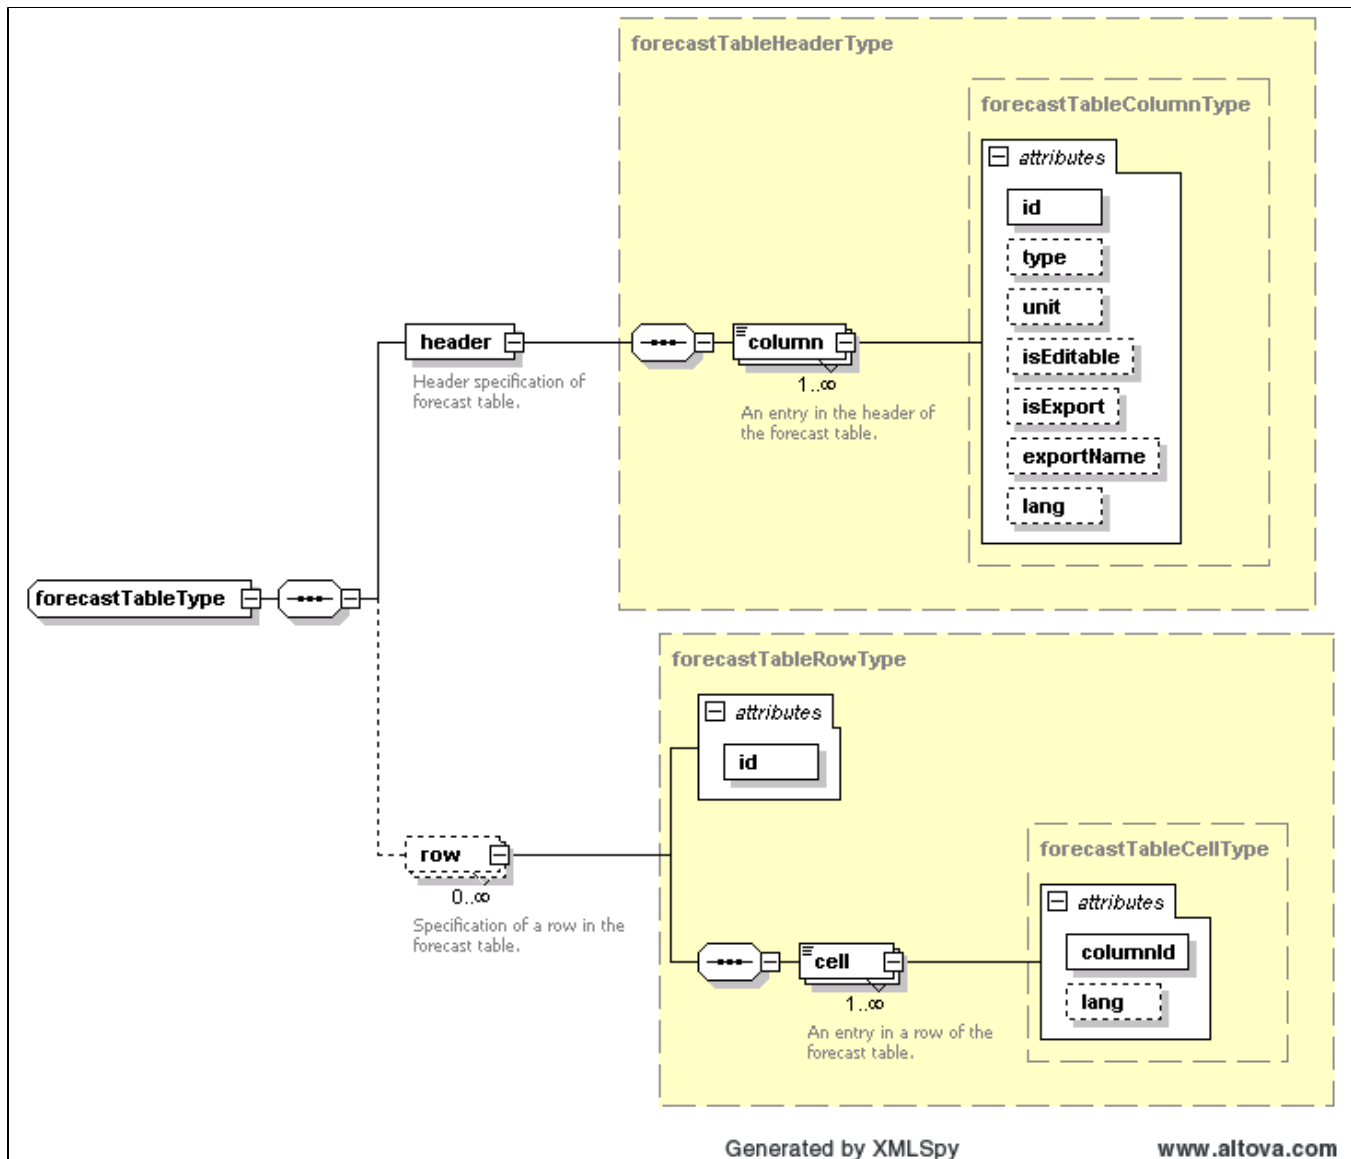 forecastTableHeaderType
forecastTableColumnType
attributes
id
type
unit
isEditable
isExport
exportName
lang
header
Header specification of
forecast table.
column
1..∞
An entry in the header of
the forecast table.
forecastTableType
forecastTableRowType
attributes
id
row
0..∞
Specification of a row in the
forecast table.
forecastTableCellType
attributes
columnId
lang
cell
1..∞
An entry in a row of the
forecast table.
Generated by XMLSpy
www.altova.com